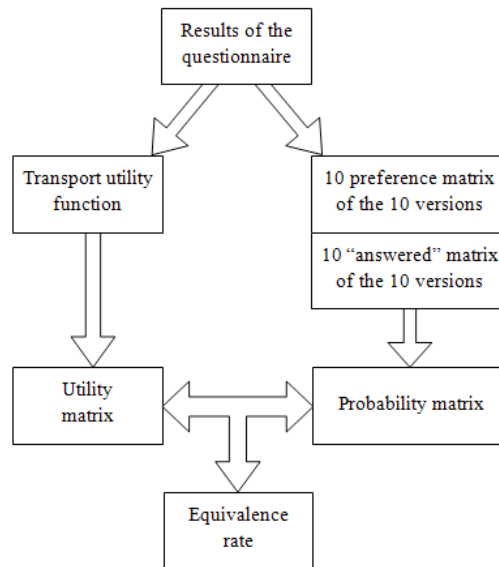 Results of the
questionnaire
Transport utility
function
10 preference matrix
of the 10 versions
10 “answered” matrix
of the 10 versions
Utility
matrix
Probability matrix
Equivalence
rate